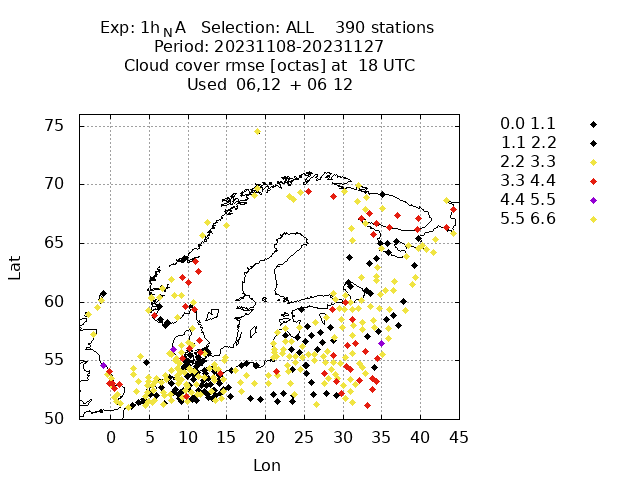 Exp: 1h N A Selection: ALL 390 stations
Period: 20231108-20231127
Cloud cover rmse [octas] at 18 UTC
Used 06,12 + 06 12
75
70
65
60
55
50
Lat
0 5 10 15 20 25 30 35 40 45
Lon
0.0 1.1
1.1 2.2
2.2 3.3
3.3 4.4
4.4 5.5
5.5 6.6